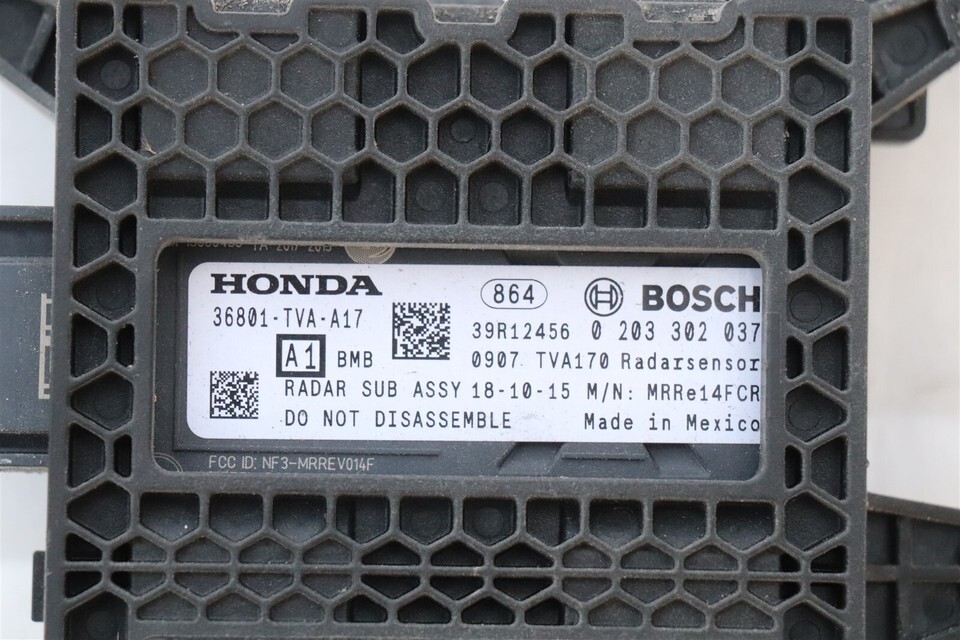 HONDA 864 BOSCH
36801-TVA-A17 39R12456 0 203 302 037
A1 BMB 0907 TVA170 Radarsensor
RADAR SUB ASSY 18-10-15 M/N: MRRe14FCR
DO NOT DISASSEMBLE Made in Mexico
FCC ID: NF3-MRREV014F